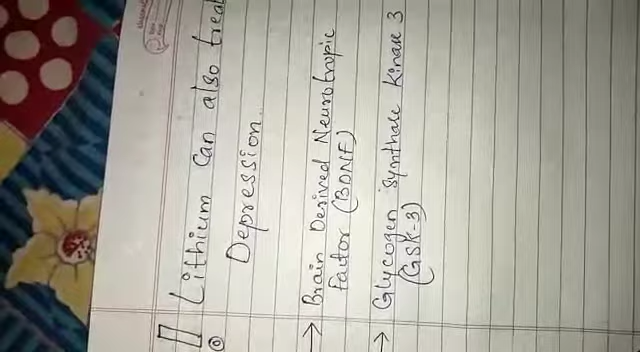 Lithium can also treat
Depression
→ Brain Derived Neurotropic
Factor (BDNF)
→ Glycogen Synthase Kinase 3
(GSK-3)